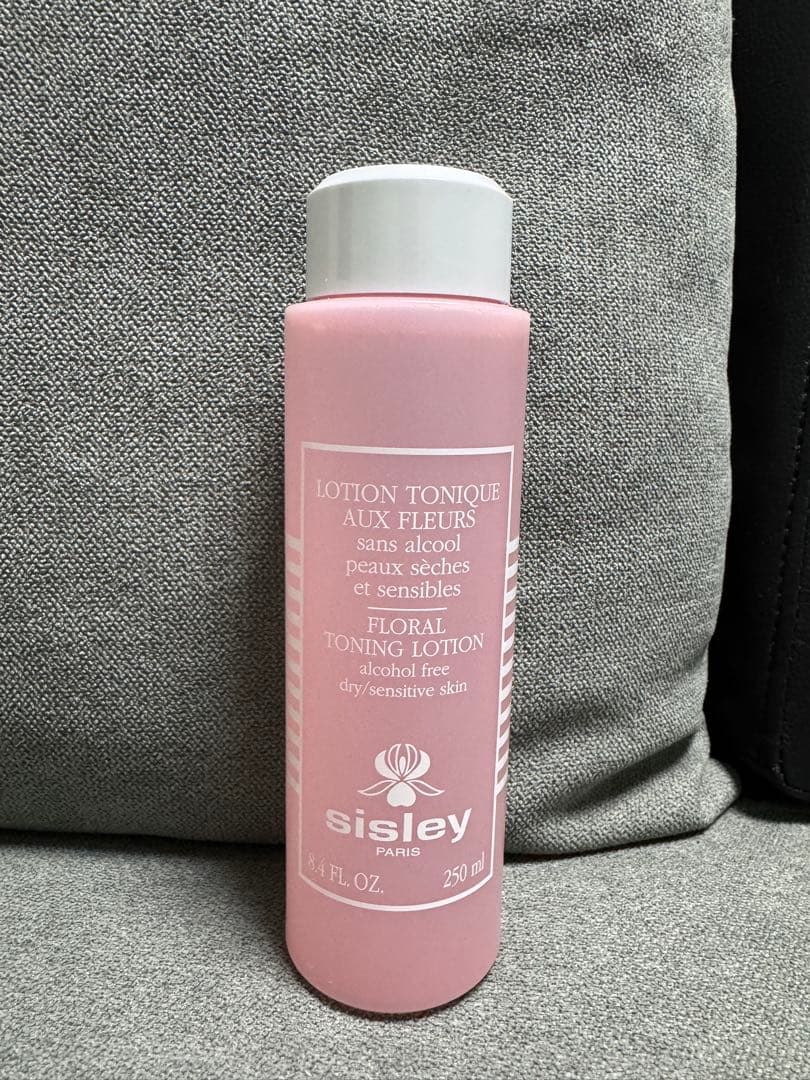 LOTION TONIQUE
AUX FLEURS
sans alcool
peaux sèches
et sensibles
FLORAL
TONING LOTION
alcohol free
dry/sensitive skin
sisley
PARIS
8.4 FL. OZ. 250 ml